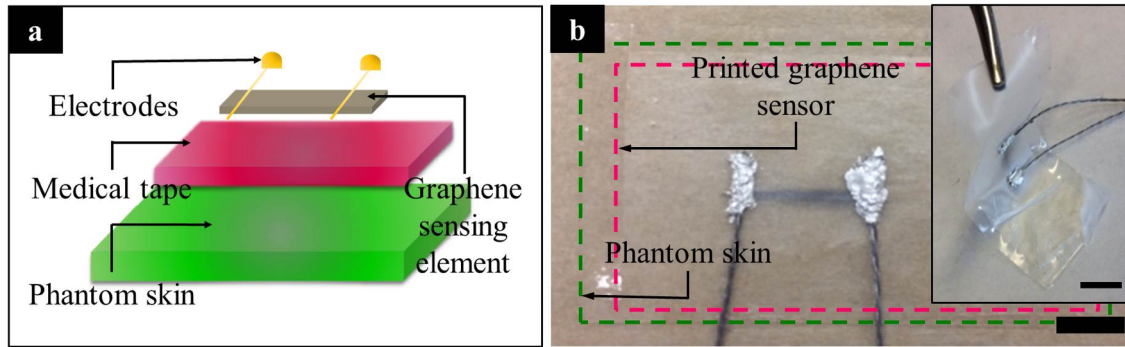 a
Electrodes
Medical tape
Graphene
sensing
element
Phantom skin
b
Printed graphene
sensor
Phantom skin